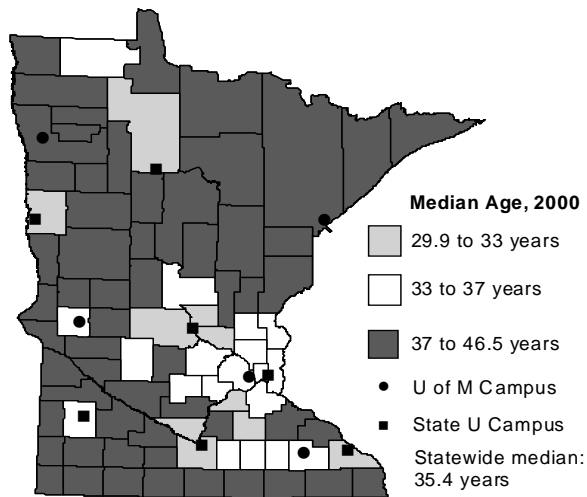 Median Age, 2000
29.9 to 33 years
33 to 37 years
37 to 46.5 years
U of M Campus
State U Campus
Statewide median:
35.4 years